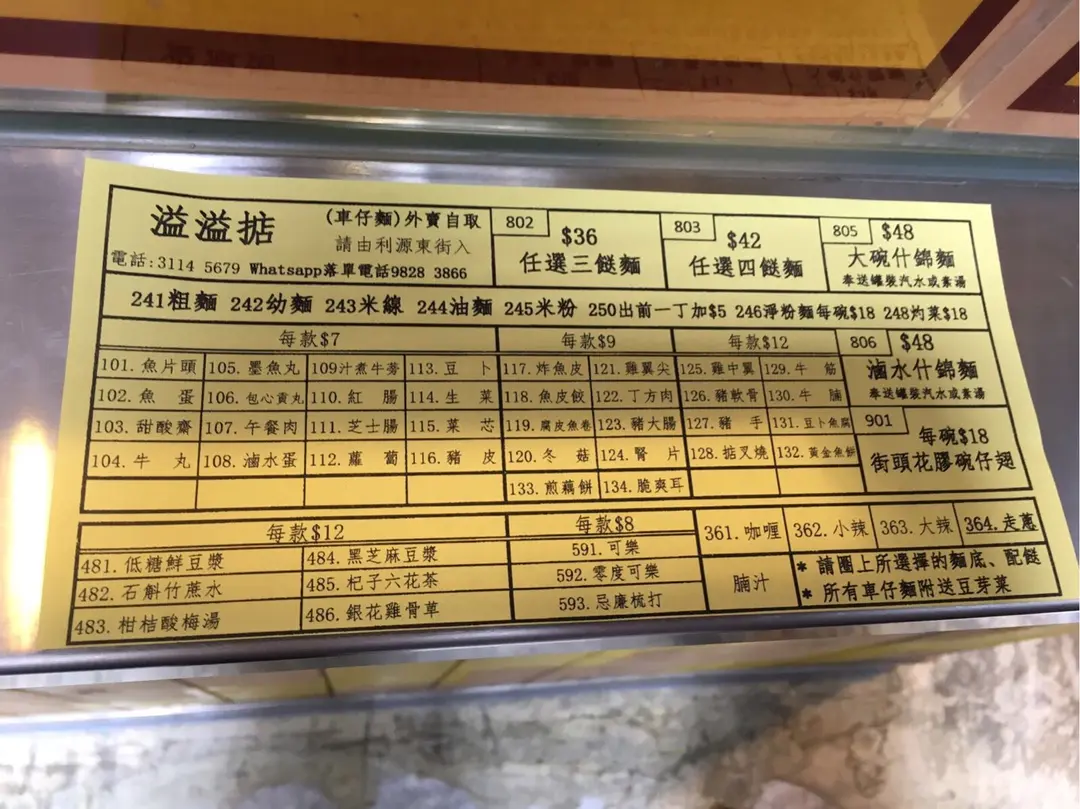 溢溢掂
(車仔麵)外賣自取
請由利源東街入
電話:3114 5679 Whatsapp落單電話9828 3866
802 $36
任選三餸麵
803 $42
任選四餸麵
805 $48
大碗什錦麵
奉送罐裝汽水或素湯
241粗麵 242幼麵 243米線 244油麵 245米粉 250出前一丁加$5 246淨粉麵每碗$18 248灼菜$18
每款$7 每款$9 每款$12
806 $48
滷水什錦麵
奉送罐裝汽水或素湯
101.魚片頭 105.墨魚丸 109汁煮牛蒡 113.豆卜 117.炸魚皮 121.雞翼尖 125.雞中翼 129.牛筋
102.魚蛋 106.包心貢丸 110.紅腸 114.生菜 118.魚皮餃 122.丁方肉 126.豬軟骨 130.牛腩
103.甜酸齋 107.午餐肉 111.芝士腸 115.菜芯 119.腐皮魚卷 123.豬大腸 127.豬手 131.豆卜魚腐
104.牛丸 108.滷水蛋 112.蘿蔔 116.豬皮 120.冬菇 124.腎片 128.掂叉燒 132.黃金魚餅
133.煎藕餅 134.脆爽耳
901
每碗$18
街頭花膠碗仔翅
每款$12 每款$8
481.低糖鮮豆漿 484.黑芝麻豆漿 591.可樂
482.石斛竹蔗水 485.杞子六花茶 592.零度可樂
483.柑桔酸梅湯 486.銀花雞骨草 593.忌廉梳打
361.咖喱 362.小辣 363.大辣 364.走蔥
腩汁
* 請圈上所選擇的麵底、配餸
* 所有車仔麵附送豆芽菜